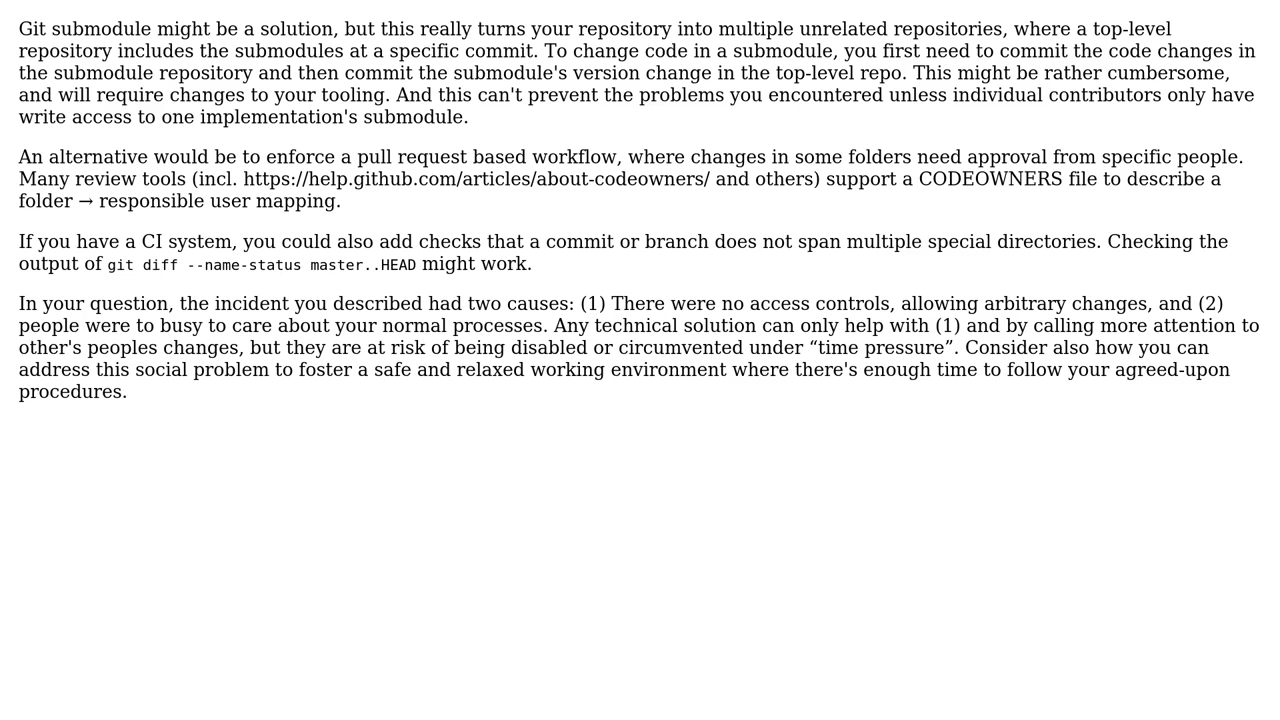 Git submodule might be a solution, but this really turns your repository into multiple unrelated repositories, where a top-level
repository includes the submodules at a specific commit. To change code in a submodule, you first need to commit the code changes in
the submodule repository and then commit the submodule's version change in the top-level repo. This might be rather cumbersome,
and will require changes to your tooling. And this can't prevent the problems you encountered unless individual contributors only have
write access to one implementation's submodule.
An alternative would be to enforce a pull request based workflow, where changes in some folders need approval from specific people.
Many review tools (incl. https://help.github.com/articles/about-codeowners/ and others) support a CODEOWNERS file to describe a
folder → responsible user mapping.
If you have a CI system, you could also add checks that a commit or branch does not span multiple special directories. Checking the
output of git diff --name-status master..HEAD might work.
In your question, the incident you described had two causes: (1) There were no access controls, allowing arbitrary changes, and (2)
people were to busy to care about your normal processes. Any technical solution can only help with (1) and by calling more attention to
other's peoples changes, but they are at risk of being disabled or circumvented under “time pressure”. Consider also how you can
address this social problem to foster a safe and relaxed working environment where there's enough time to follow your agreed-upon
procedures.